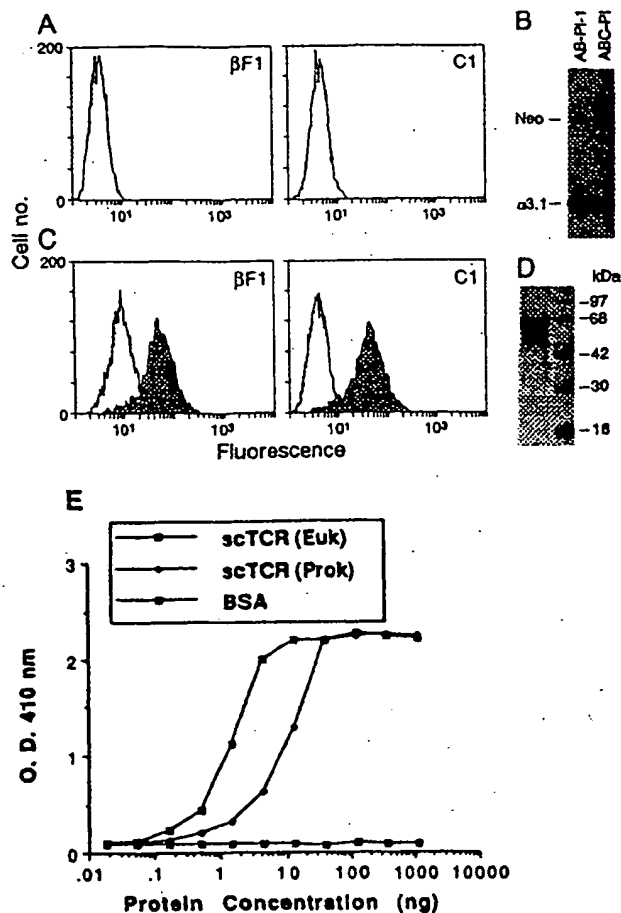 A
B
AB-PI-1
ABC-PI
200
βF1
C1
Neo
α3.1
0
10¹ 10³
10¹ 10³
Cell no.
C
D
kDa
200
βF1
C1
97
68
42
30
18
0
10¹ 10³
10¹ 10³
Fluorescence
E
scTCR (Euk)
scTCR (Prok)
BSA
3
2
1
0
O. D. 410 nm
.01 .1 1 10 100 1000 10000
Protein Concentration (ng)